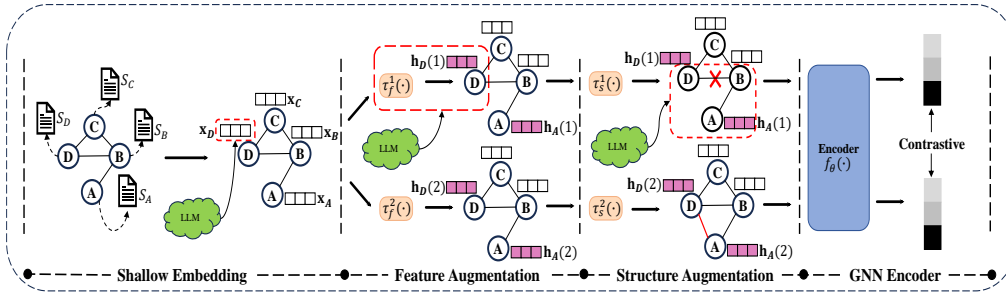 S_C
S_D
S_B
S_A
C
D
B
A
x_D
x_C
x_B
x_A
LLM
τ_f^1(·)
h_D(1)
C
D
B
A
h_A(1)
LLM
τ_f^2(·)
h_D(2)
C
D
B
A
h_A(2)
τ_s^1(·)
h_D(1)
C
D
B
A
h_A(1)
LLM
τ_s^2(·)
h_D(2)
C
D
B
A
h_A(2)
Encoder
f_θ(·)
Contrastive
Shallow Embedding
Feature Augmentation
Structure Augmentation
GNN Encoder